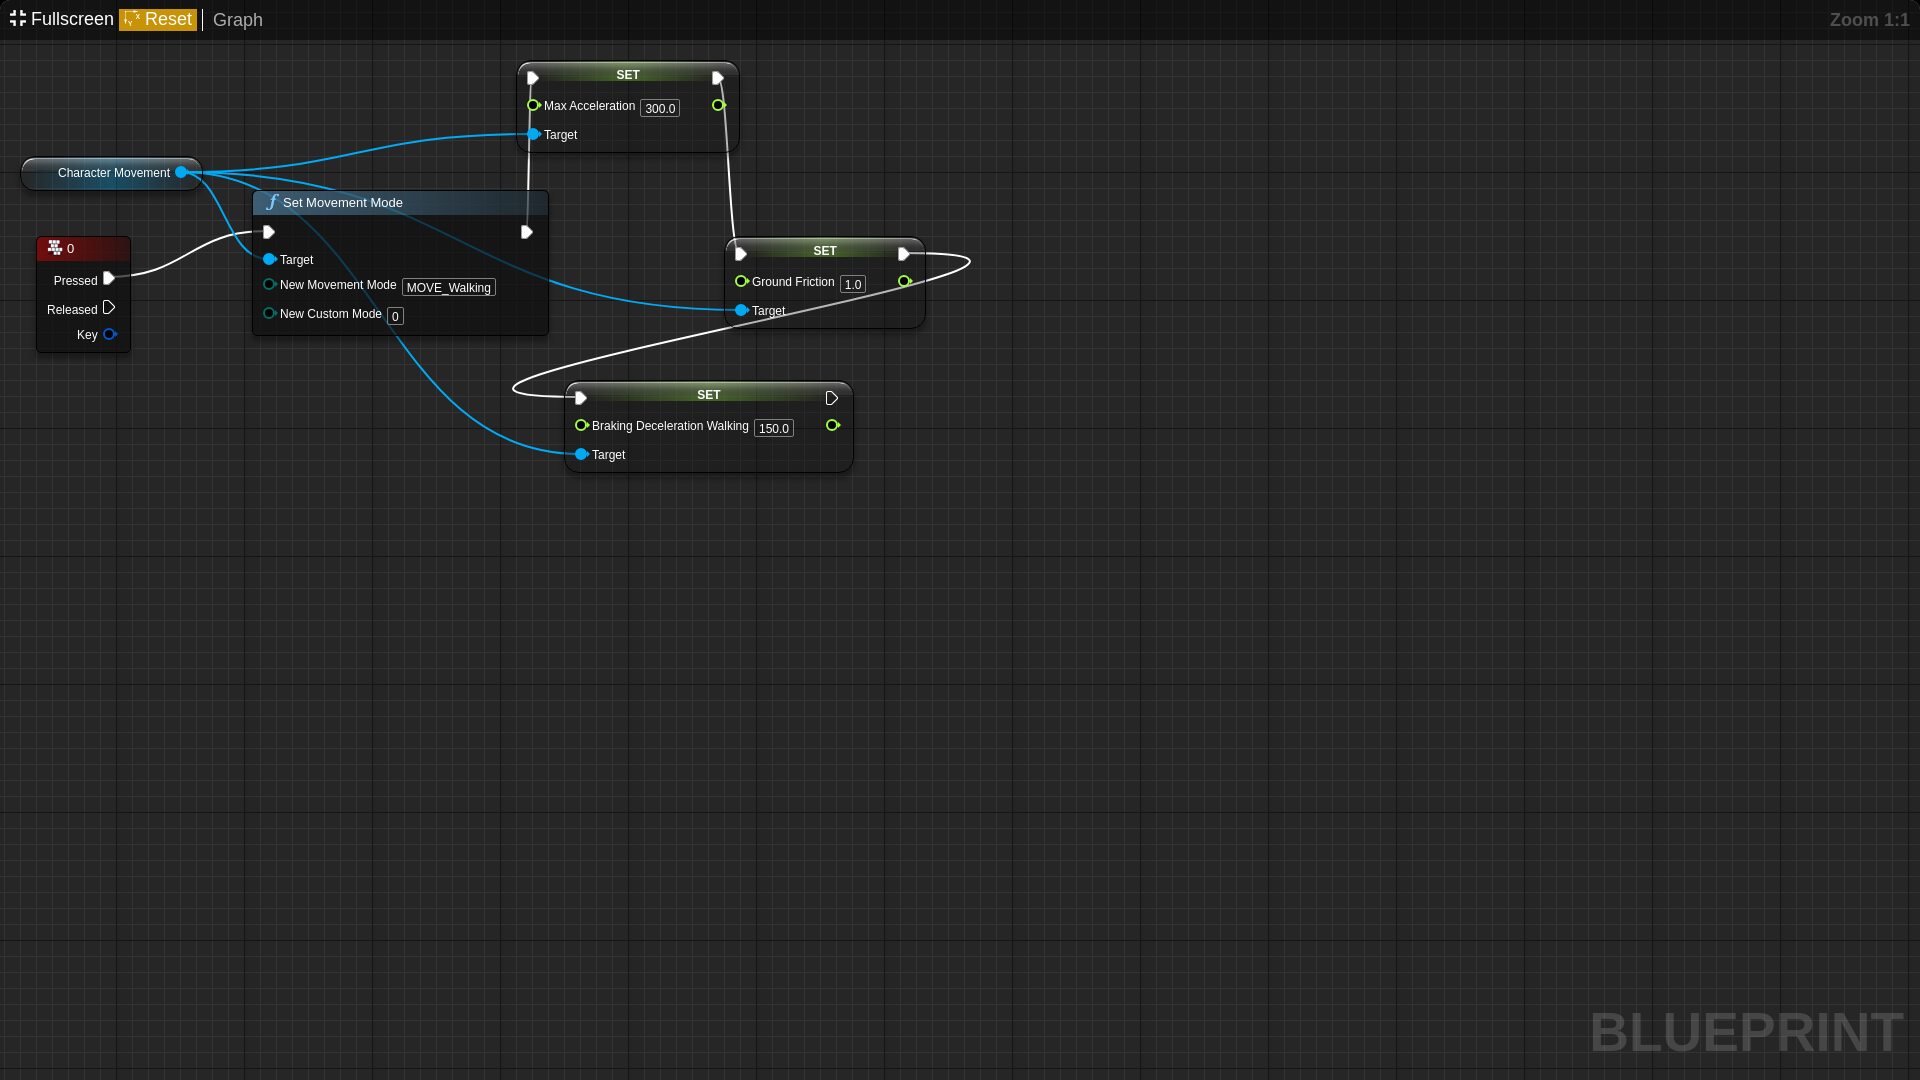 Fullscreen Reset Graph
Zoom 1:1
SET
Max Acceleration 300.0
Target
Character Movement
Set Movement Mode
Target
New Movement Mode MOVE_Walking
New Custom Mode 0
0
Pressed
Released
Key
SET
Ground Friction 1.0
Target
SET
Braking Deceleration Walking 150.0
Target
BLUEPRINT